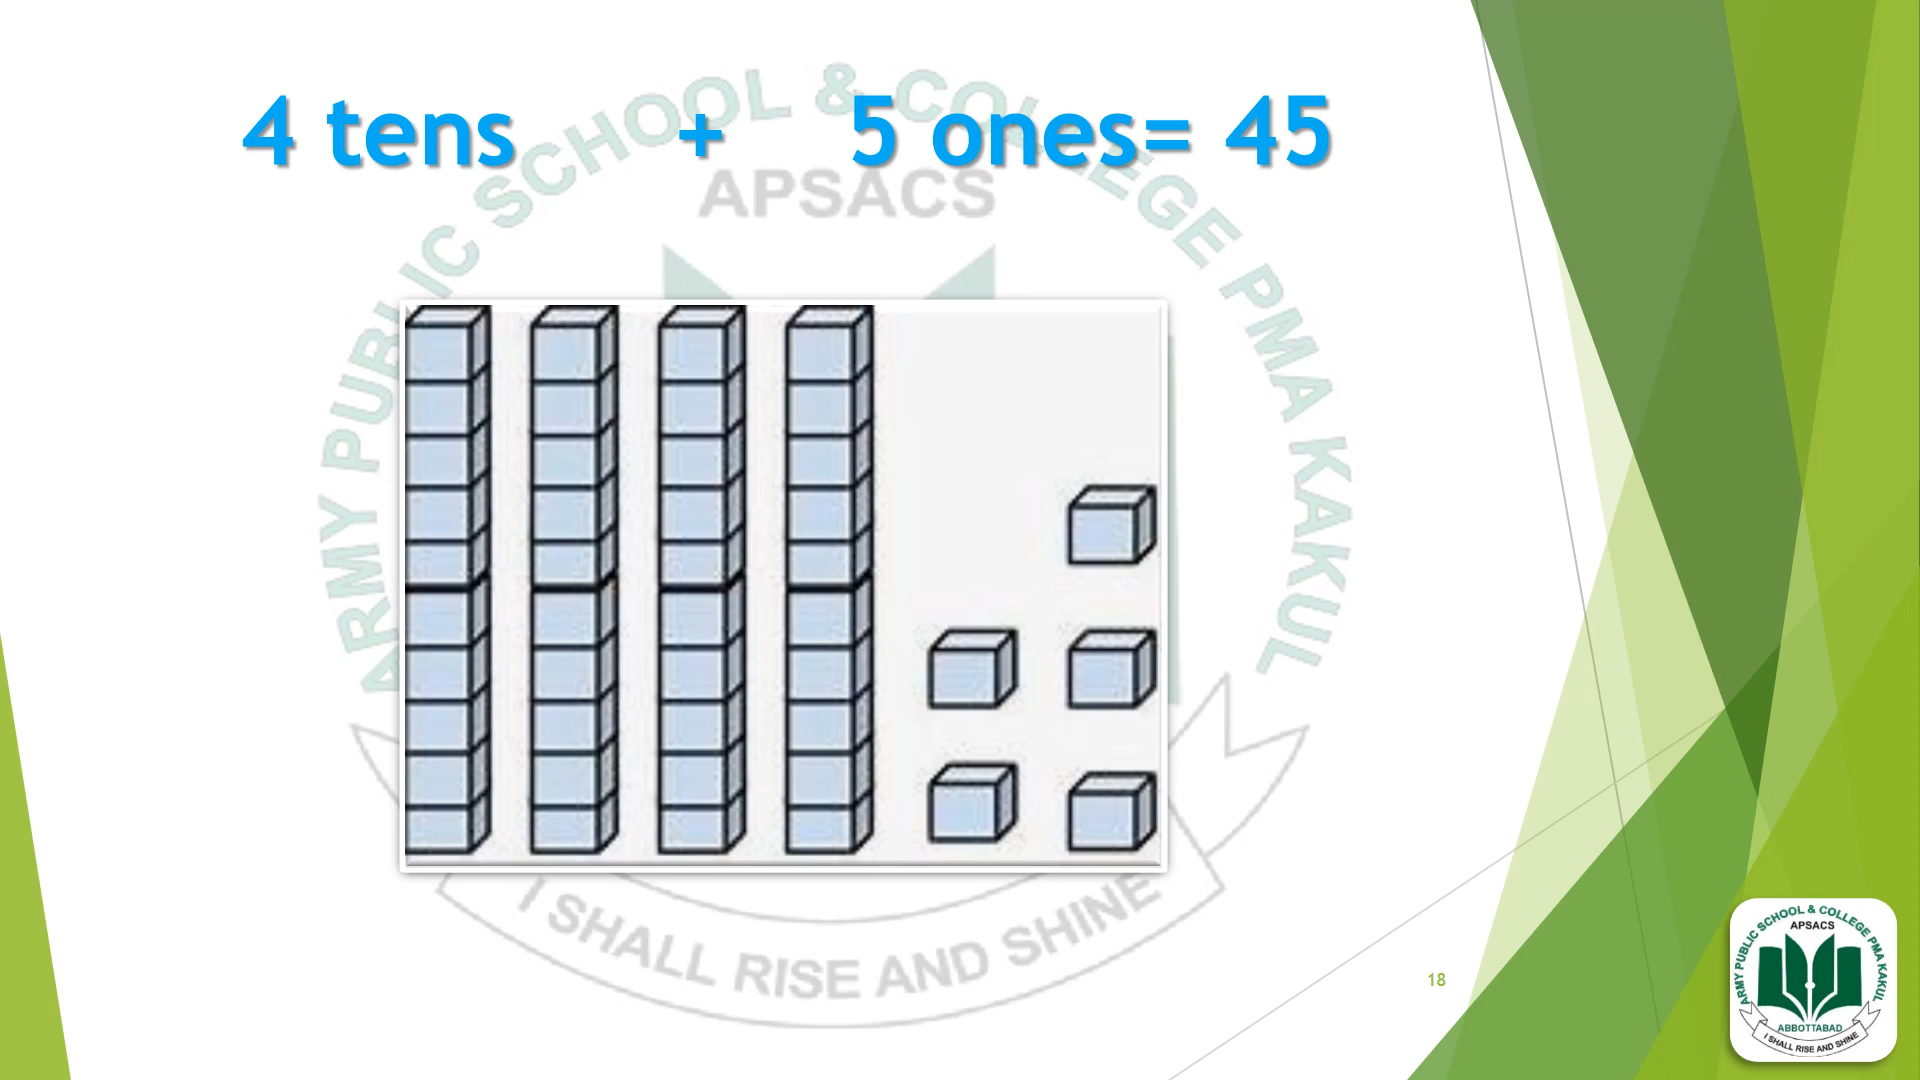 4 tens + 5 ones= 45
ARMY PUBLIC SCHOOL & COLLEGE PMA KAKUL
APSACS
I SHALL RISE AND SHINE
18
ARMY PUBLIC SCHOOL & COLLEGE PMA KAKUL
APSACS
ABBOTTABAD
I SHALL RISE AND SHINE